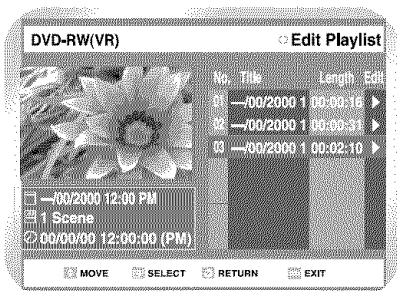 DVD-RW(VR)
Edit Playlist
No. Title Length Edit
01 —/00/2000 1 00:00:16
02 —/00/2000 1 00:00:31
03 —/00/2000 1 00:02:10
—/00/2000 12:00 PM
1 Scene
00/00/00 12:00:00 (PM)
MOVE SELECT RETURN EXIT